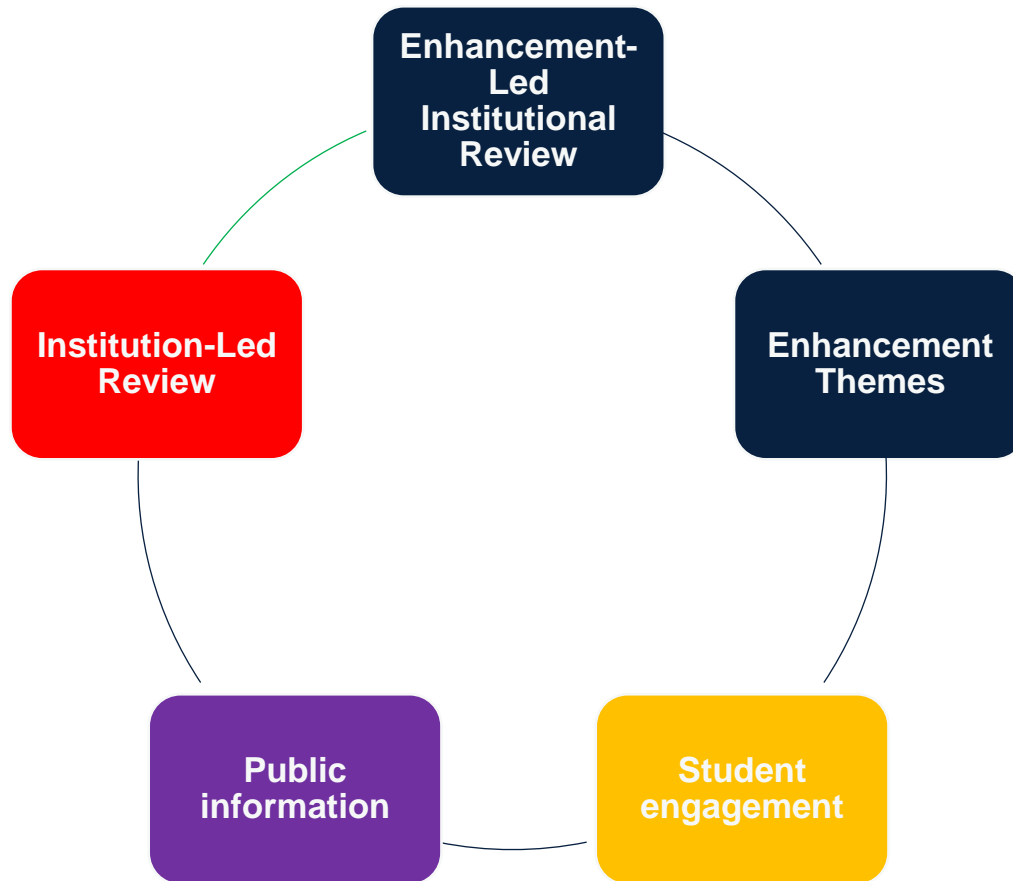 Enhancement-
Led
Institutional
Review
Institution-Led
Review
Enhancement
Themes
Public
information
Student
engagement